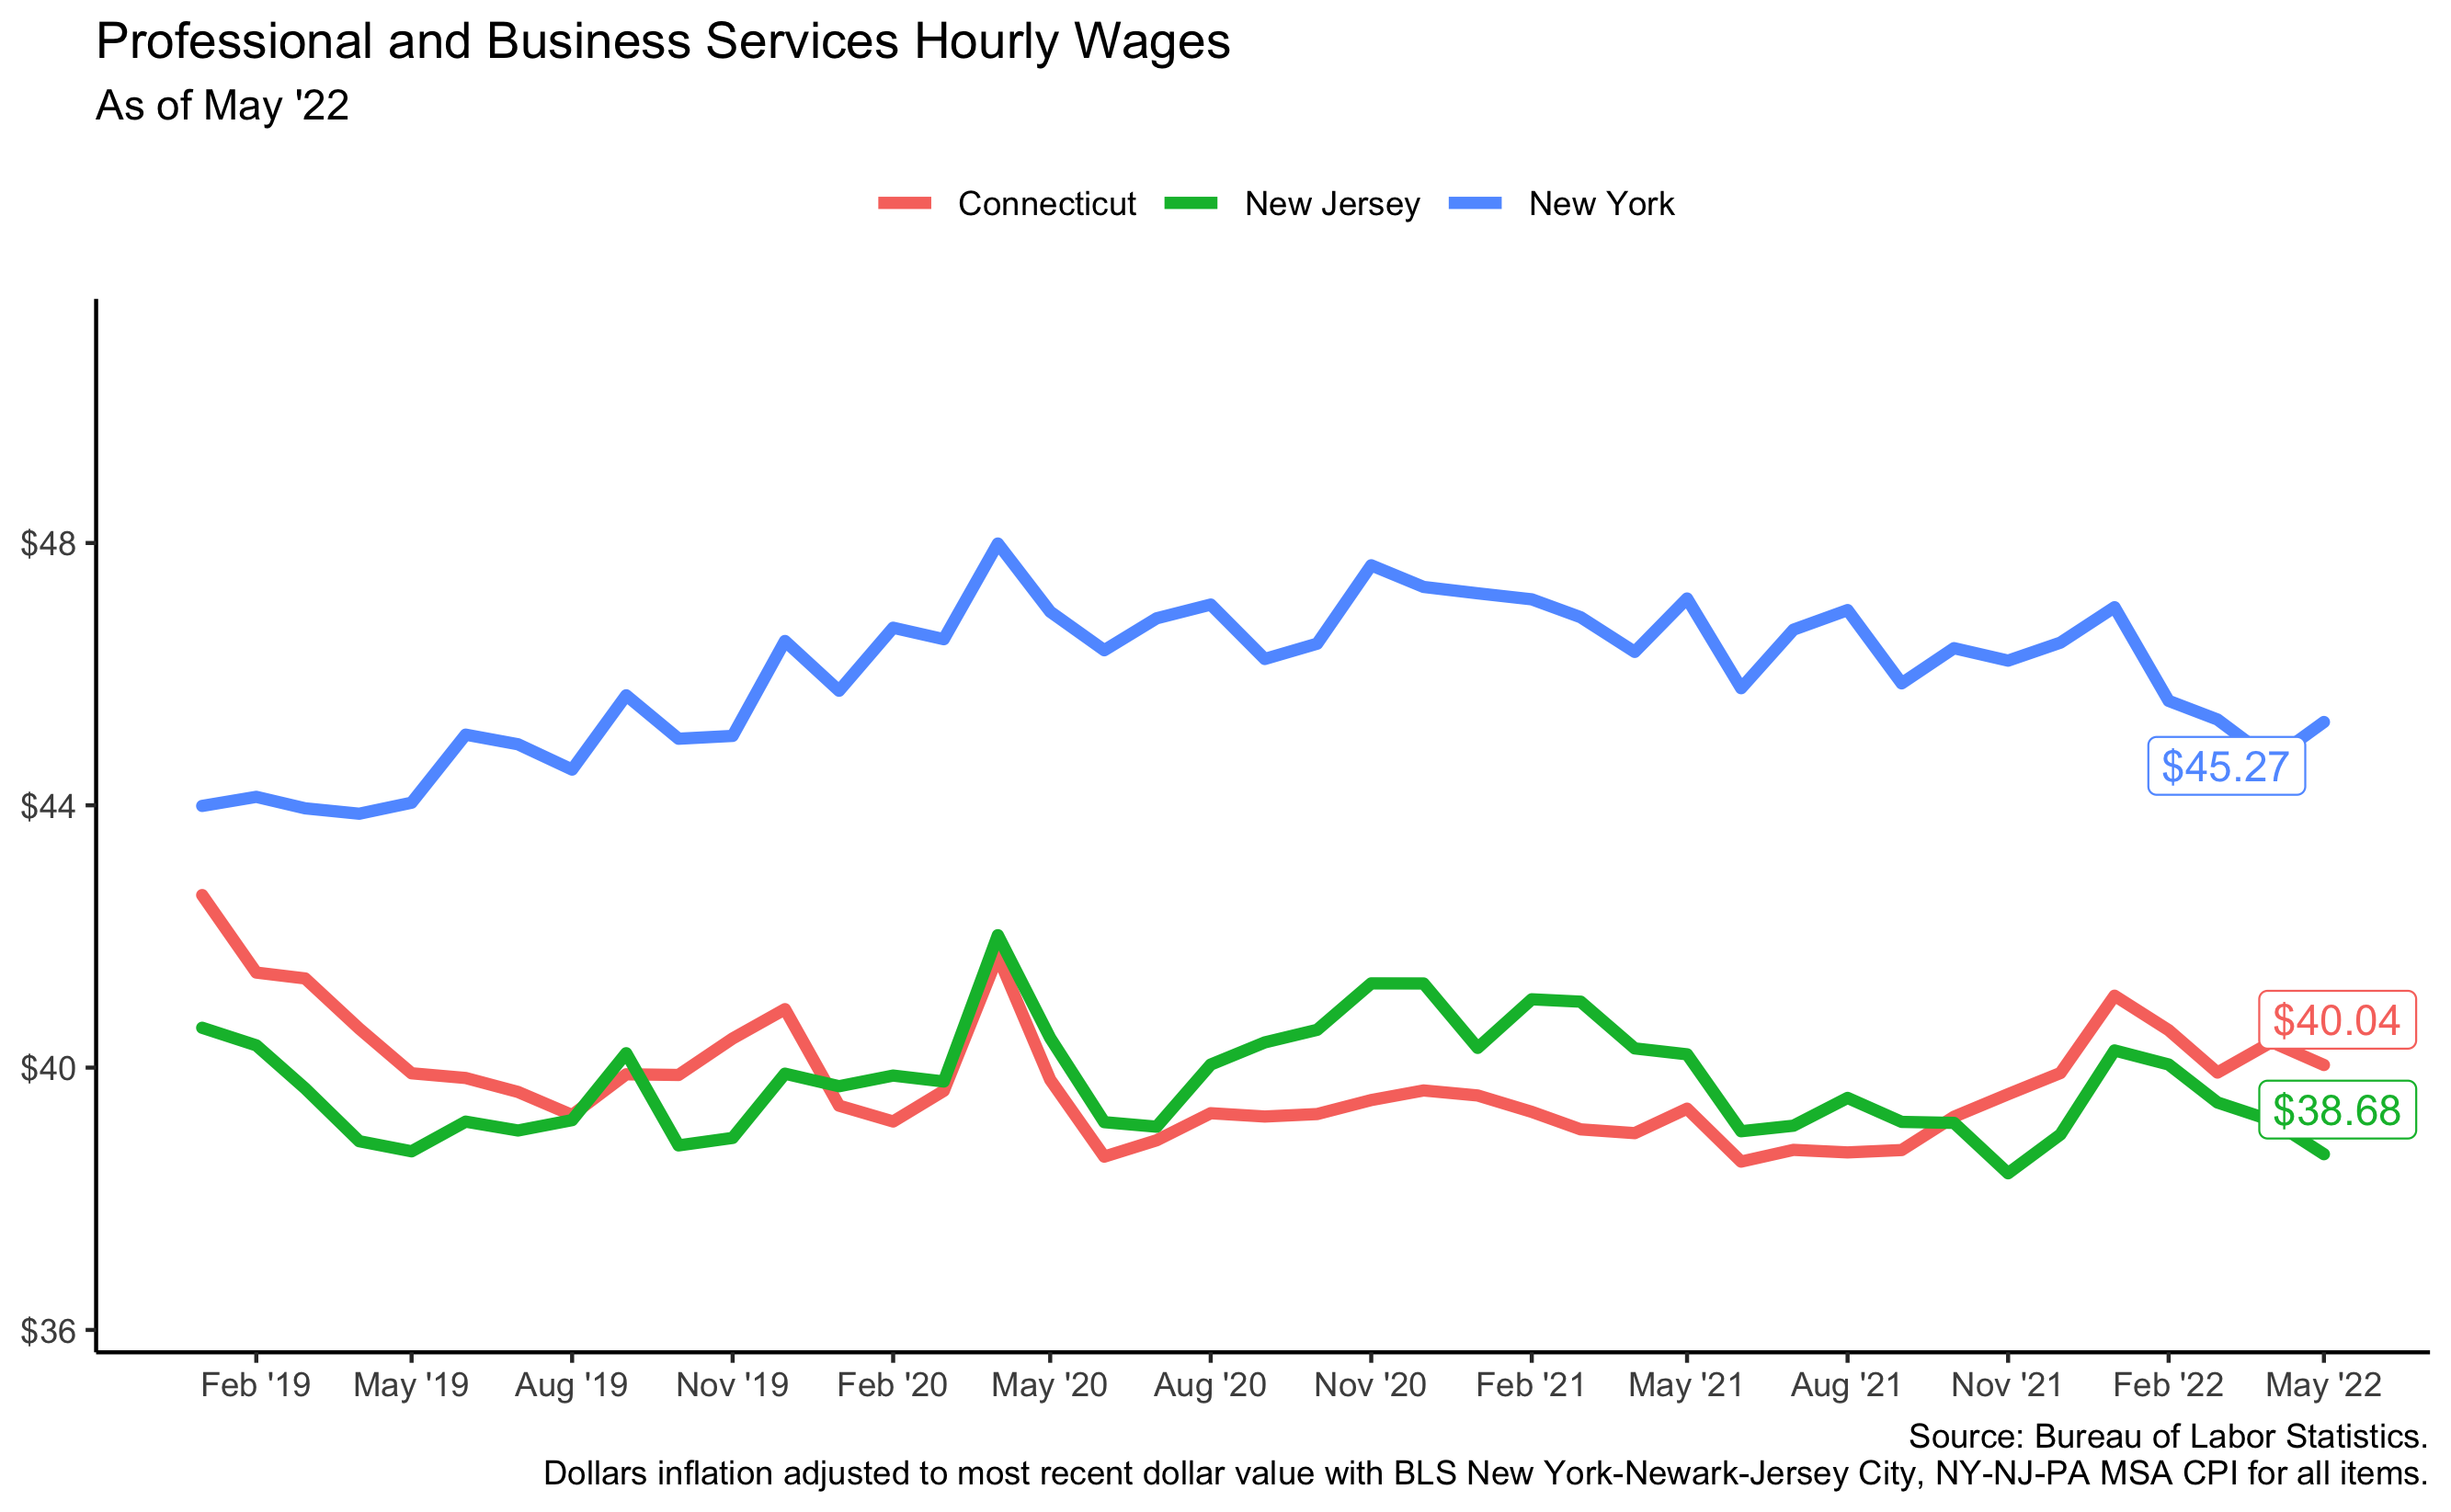 Professional and Business Services Hourly Wages
As of May '22
Connecticut New Jersey New York
$48
$44
$40
$36
$45.27
$40.04
$38.68
Feb '19 May '19 Aug '19 Nov '19 Feb '20 May '20 Aug '20 Nov '20 Feb '21 May '21 Aug '21 Nov '21 Feb '22 May '22
Source: Bureau of Labor Statistics.
Dollars inflation adjusted to most recent dollar value with BLS New York-Newark-Jersey City, NY-NJ-PA MSA CPI for all items.